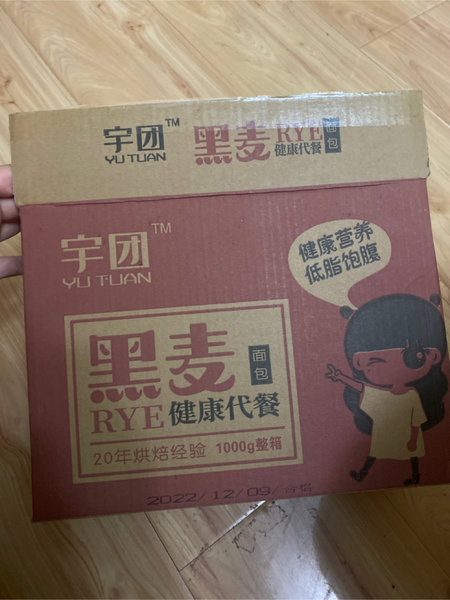 宇团™
YU TUAN
黑麦 RYE 面包
健康代餐
宇团™
YU TUAN
健康营养
低脂饱腹
黑麦 面包
RYE 健康代餐
20年烘焙经验 1000g整箱
2022/12/09/合格